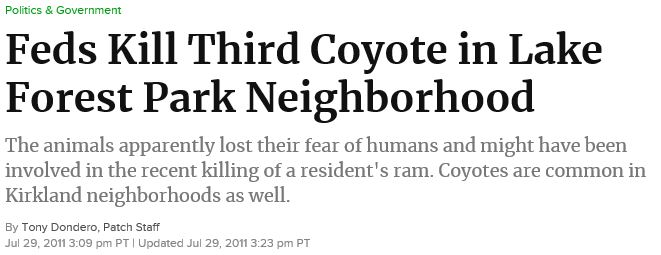 Politics & Government
Feds Kill Third Coyote in Lake
Forest Park Neighborhood
The animals apparently lost their fear of humans and might have been
involved in the recent killing of a resident's ram. Coyotes are common in
Kirkland neighborhoods as well.
By Tony Dondero, Patch Staff
Jul 29, 2011 3:09 pm PT | Updated Jul 29, 2011 3:23 pm PT